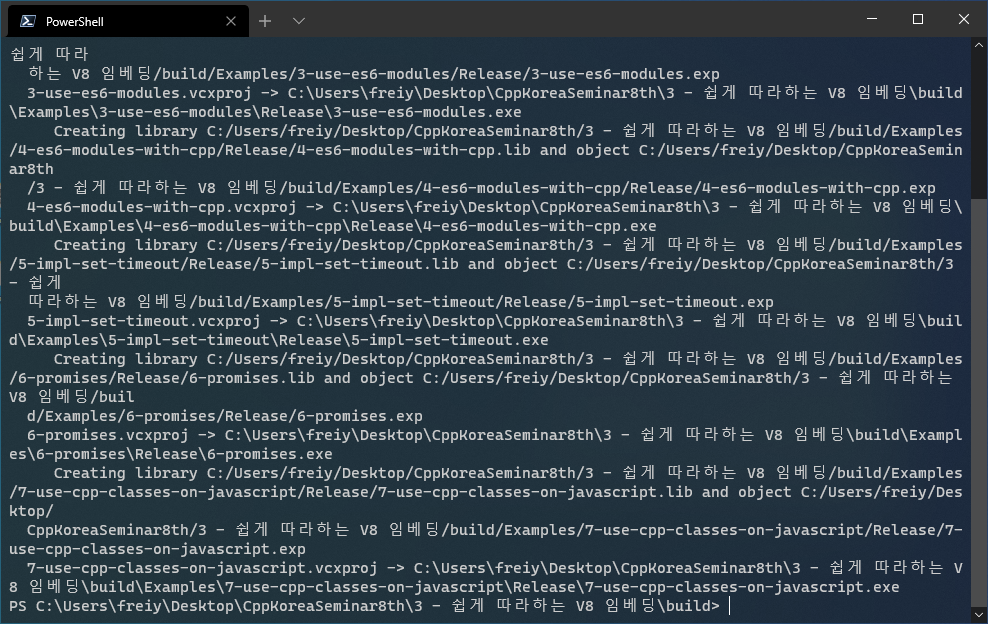 PowerShell
쉽게 따라
하는 V8 임베딩/build/Examples/3-use-es6-modules/Release/3-use-es6-modules.exp
3-use-es6-modules.vcxproj -> C:\Users\freiy\Desktop\CppKoreaSeminar8th\3 - 쉽게 따라하는 V8 임베딩\build
\Examples\3-use-es6-modules\Release\3-use-es6-modules.exe
Creating library C:/Users/freiy/Desktop/CppKoreaSeminar8th/3 - 쉽게 따라하는 V8 임베딩/build/Examples
/4-es6-modules-with-cpp/Release/4-es6-modules-with-cpp.lib and object C:/Users/freiy/Desktop/CppKoreaSemin
ar8th
/3 - 쉽게 따라하는 V8 임베딩/build/Examples/4-es6-modules-with-cpp/Release/4-es6-modules-with-cpp.exp
4-es6-modules-with-cpp.vcxproj -> C:\Users\freiy\Desktop\CppKoreaSeminar8th\3 - 쉽게 따라하는 V8 임베딩\
build\Examples\4-es6-modules-with-cpp\Release\4-es6-modules-with-cpp.exe
Creating library C:/Users/freiy/Desktop/CppKoreaSeminar8th/3 - 쉽게 따라하는 V8 임베딩/build/Examples
/5-impl-set-timeout/Release/5-impl-set-timeout.lib and object C:/Users/freiy/Desktop/CppKoreaSeminar8th/3
- 쉽게
따라하는 V8 임베딩/build/Examples/5-impl-set-timeout/Release/5-impl-set-timeout.exp
5-impl-set-timeout.vcxproj -> C:\Users\freiy\Desktop\CppKoreaSeminar8th\3 - 쉽게 따라하는 V8 임베딩\buil
d\Examples\5-impl-set-timeout\Release\5-impl-set-timeout.exe
Creating library C:/Users/freiy/Desktop/CppKoreaSeminar8th/3 - 쉽게 따라하는 V8 임베딩/build/Examples
/6-promises/Release/6-promises.lib and object C:/Users/freiy/Desktop/CppKoreaSeminar8th/3 - 쉽게 따라하는
V8 임베딩/buil
d/Examples/6-promises/Release/6-promises.exp
6-promises.vcxproj -> C:\Users\freiy\Desktop\CppKoreaSeminar8th\3 - 쉽게 따라하는 V8 임베딩\build\Exampl
es\6-promises\Release\6-promises.exe
Creating library C:/Users/freiy/Desktop/CppKoreaSeminar8th/3 - 쉽게 따라하는 V8 임베딩/build/Examples
/7-use-cpp-classes-on-javascript/Release/7-use-cpp-classes-on-javascript.lib and object C:/Users/freiy/Des
ktop/
CppKoreaSeminar8th/3 - 쉽게 따라하는 V8 임베딩/build/Examples/7-use-cpp-classes-on-javascript/Release/7-
use-cpp-classes-on-javascript.exp
7-use-cpp-classes-on-javascript.vcxproj -> C:\Users\freiy\Desktop\CppKoreaSeminar8th\3 - 쉽게 따라하는 V
8 임베딩\build\Examples\7-use-cpp-classes-on-javascript\Release\7-use-cpp-classes-on-javascript.exe
PS C:\Users\freiy\Desktop\CppKoreaSeminar8th\3 - 쉽게 따라하는 V8 임베딩\build>